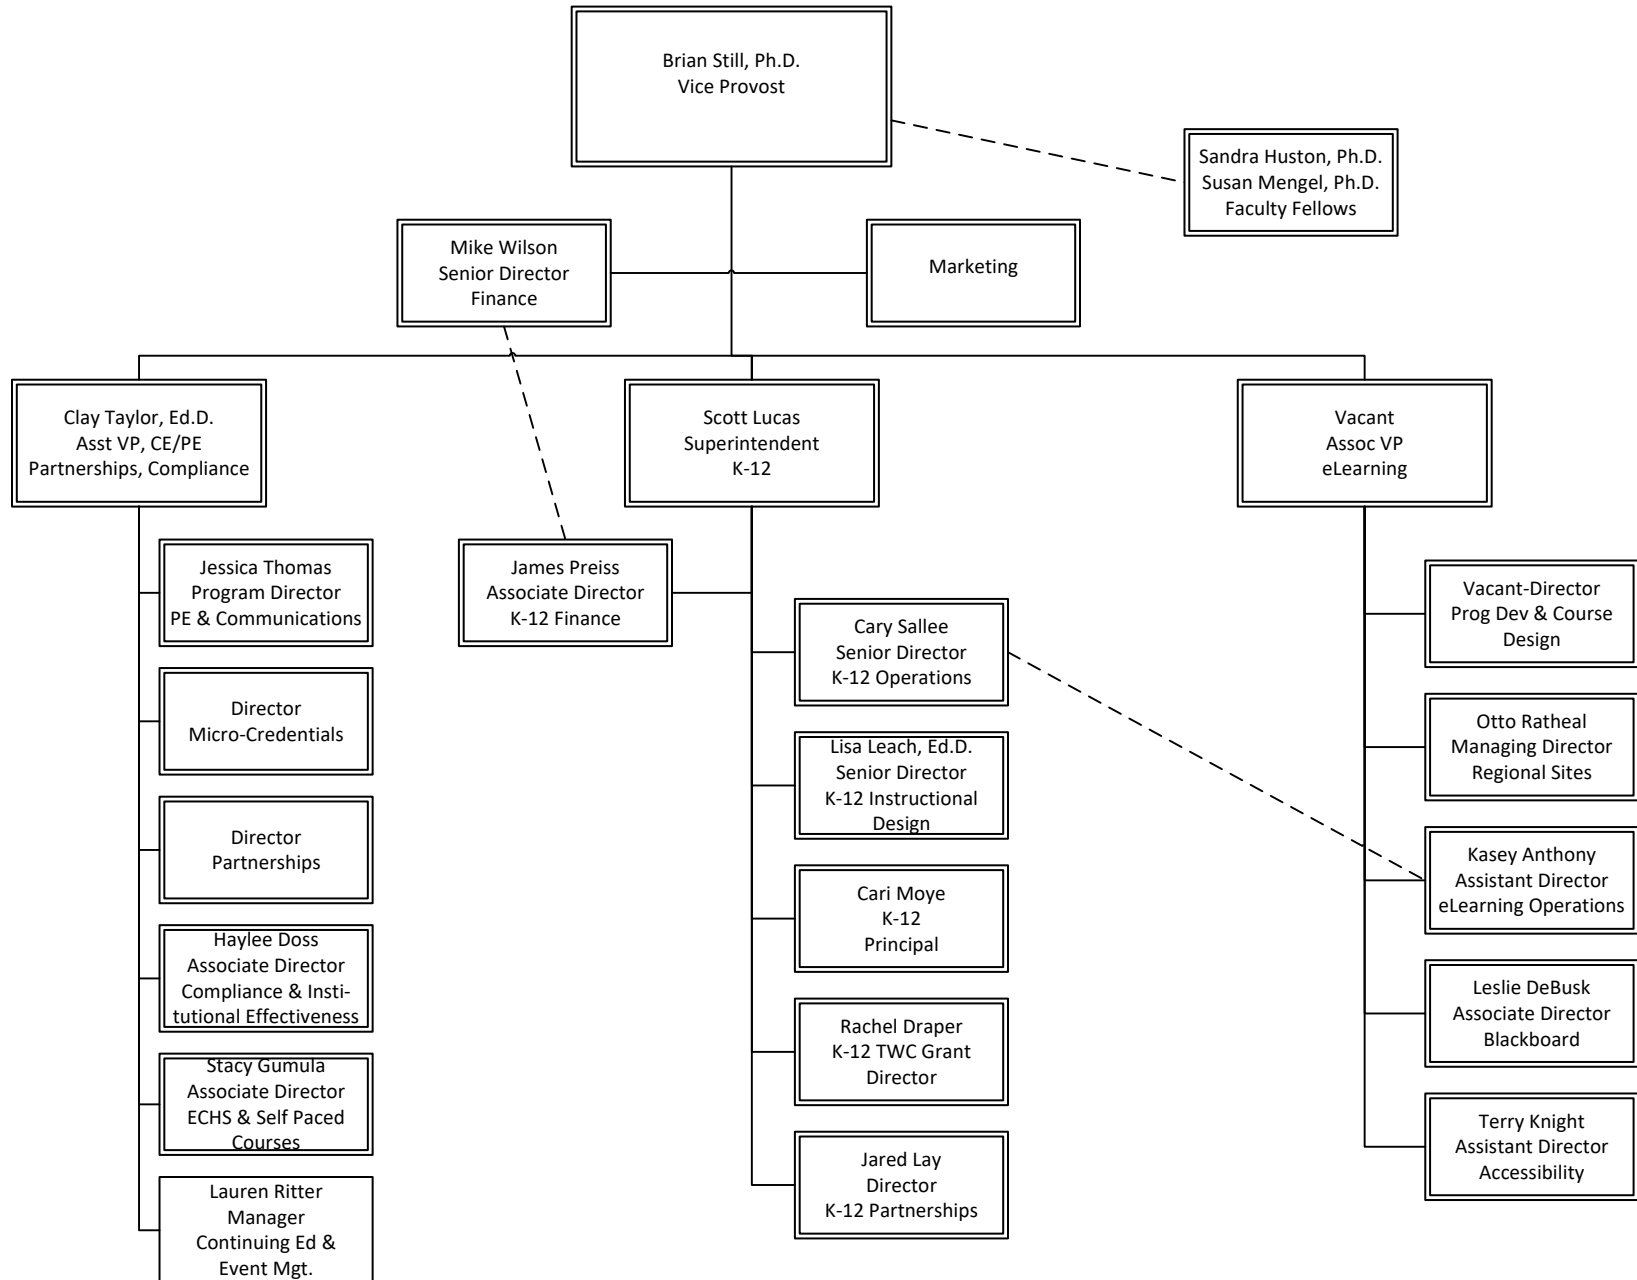 Brian Still, Ph.D.
Vice Provost
Sandra Huston, Ph.D.
Susan Mengel, Ph.D.
Faculty Fellows
Mike Wilson
Senior Director
Finance
Marketing
Clay Taylor, Ed.D.
Asst VP, CE/PE
Partnerships, Compliance
Scott Lucas
Superintendent
K-12
Vacant
Assoc VP
eLearning
Jessica Thomas
Program Director
PE & Communications
Director
Micro-Credentials
Director
Partnerships
Haylee Doss
Associate Director
Compliance & Insti-
tutional Effectiveness
Stacy Gumula
Associate Director
ECHS & Self Paced
Courses
Lauren Ritter
Manager
Continuing Ed &
Event Mgt.
James Preiss
Associate Director
K-12 Finance
Cary Sallee
Senior Director
K-12 Operations
Lisa Leach, Ed.D.
Senior Director
K-12 Instructional
Design
Cari Moye
K-12
Principal
Rachel Draper
K-12 TWC Grant
Director
Jared Lay
Director
K-12 Partnerships
Vacant-Director
Prog Dev & Course
Design
Otto Ratheal
Managing Director
Regional Sites
Kasey Anthony
Assistant Director
eLearning Operations
Leslie DeBusk
Associate Director
Blackboard
Terry Knight
Assistant Director
Accessibility